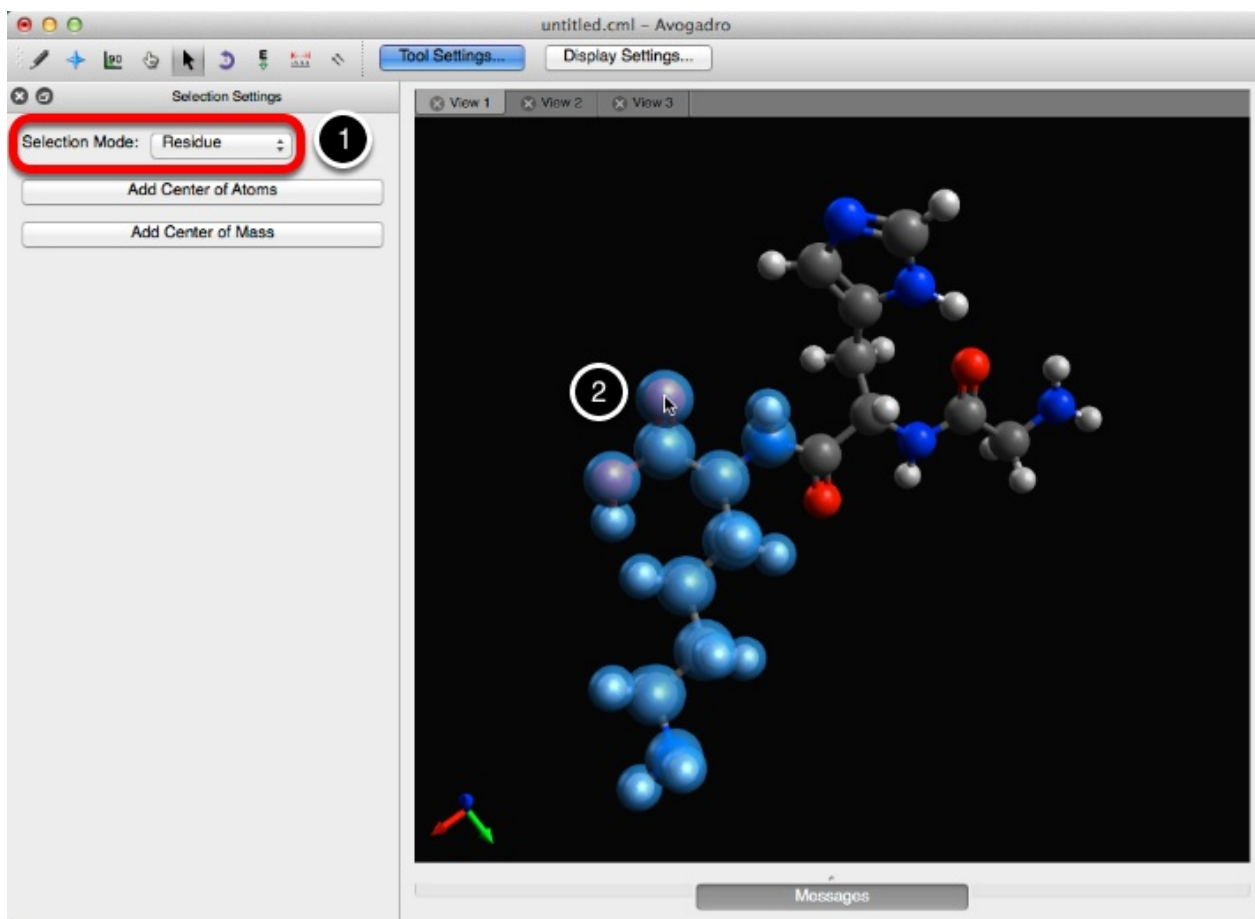 untitled.cml – Avogadro
90
E
Tool Settings...
Display Settings...
Selection Settings
View 1
View 2
View 3
Selection Mode:
Residue
1
Add Center of Atoms
Add Center of Mass
2
Messages